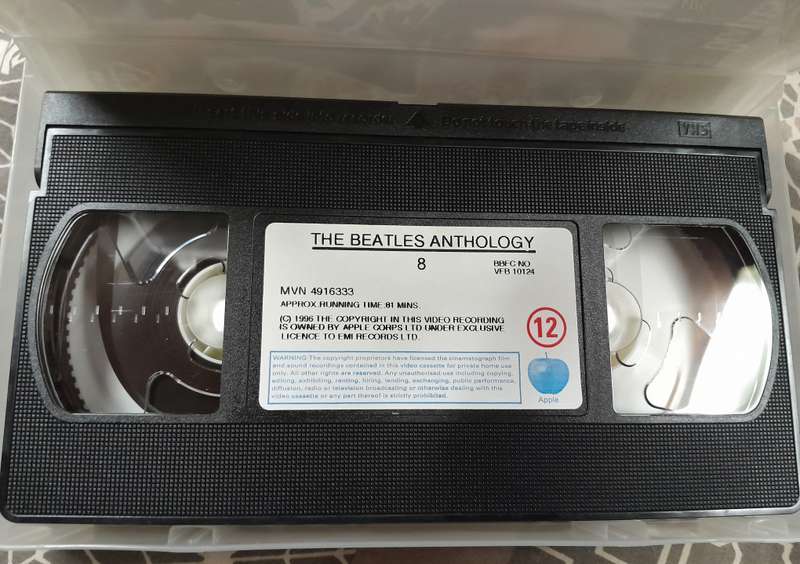 Do not touch the tape inside
VHS
THE BEATLES ANTHOLOGY
8
BBFC NO.
VFB 10124
MVN 4916333
APPROX.RUNNING TIME:81 MINS.
(C) 1996 THE COPYRIGHT IN THIS VIDEO RECORDING
IS OWNED BY APPLE CORPS LTD UNDER EXCLUSIVE
LICENCE TO EMI RECORDS LTD.
12
WARNING The copyright proprietors have licensed the cinematograph film
and sound recordings contained in this video cassette for private home use
only. All other rights are reserved. Any unauthorised use including copying,
editing, exhibiting, renting, hiring, lending, exchanging, public performance,
diffusion, radio or television broadcasting or otherwise dealing with this
video cassette or any part thereof is strictly prohibited.
Apple